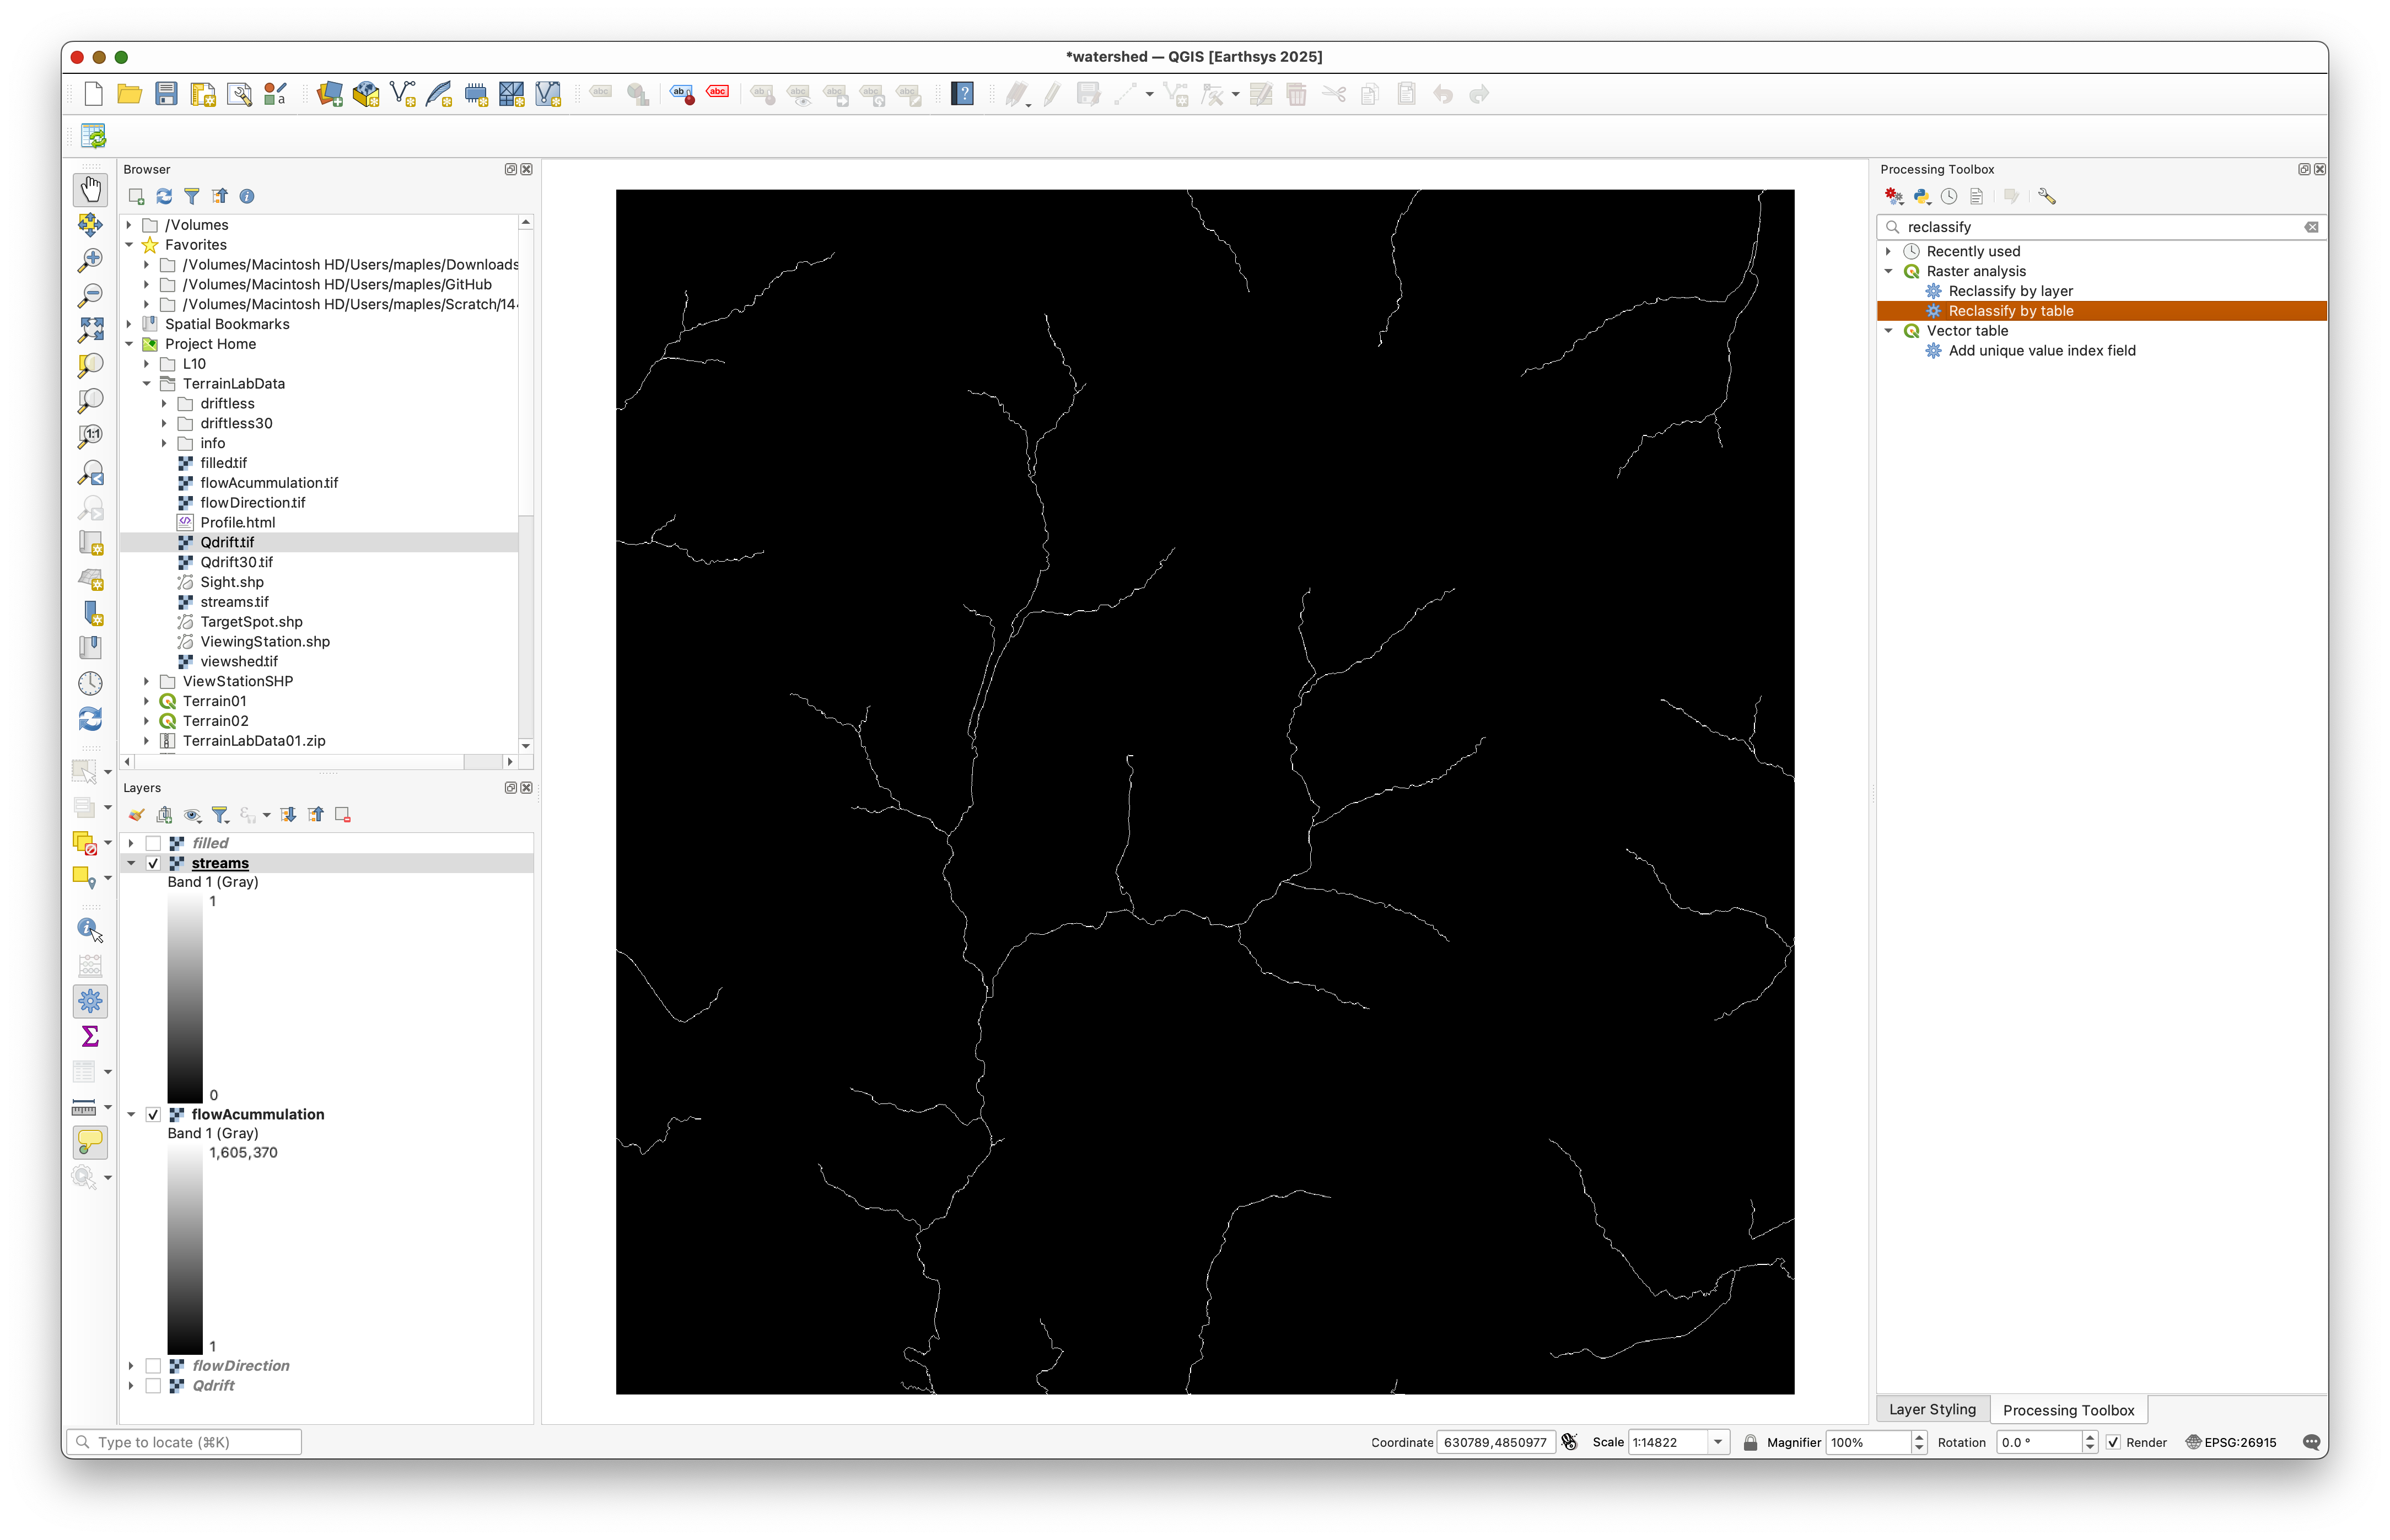 *watershed — QGIS [Earthsys 2025]
Browser
/Volumes
Favorites
/Volumes/Macintosh HD/Users/maples/Downloads
/Volumes/Macintosh HD/Users/maples/GitHub
/Volumes/Macintosh HD/Users/maples/Scratch/14
Spatial Bookmarks
Project Home
L10
TerrainLabData
driftless
driftless30
info
filled.tif
flowAcummulation.tif
flowDirection.tif
Profile.html
Qdrift.tif
Qdrift30.tif
Sight.shp
streams.tif
TargetSpot.shp
ViewingStation.shp
viewshed.tif
ViewStationSHP
Terrain01
Terrain02
TerrainLabData01.zip
Layers
filled
streams
Band 1 (Gray)
1
0
flowAcummulation
Band 1 (Gray)
1,605,370
1
flowDirection
Qdrift
Processing Toolbox
reclassify
Recently used
Raster analysis
Reclassify by layer
Reclassify by table
Vector table
Add unique value index field
Layer Styling
Processing Toolbox
Type to locate (⌘K)
Coordinate 630789,4850977 Scale 1:14822 Magnifier 100% Rotation 0.0 ° Render EPSG:26915